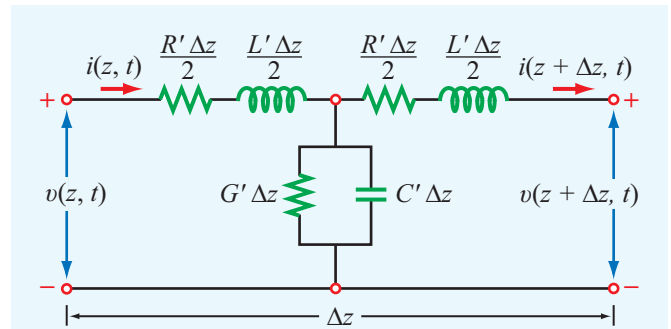 R′ Δz/2 L′ Δz/2 R′ Δz/2 L′ Δz/2
i(z, t) i(z + Δz, t)
+ +
υ(z, t) G′ Δz C′ Δz υ(z + Δz, t)
− −
Δz